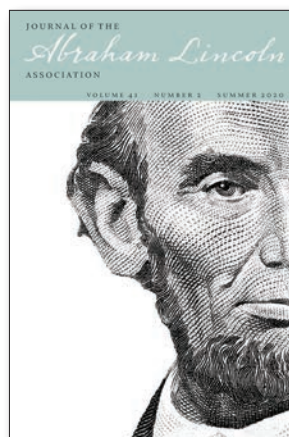 JOURNAL OF THE
Abraham Lincoln
ASSOCIATION
VOLUME 41 NUMBER 2 SUMMER 2020